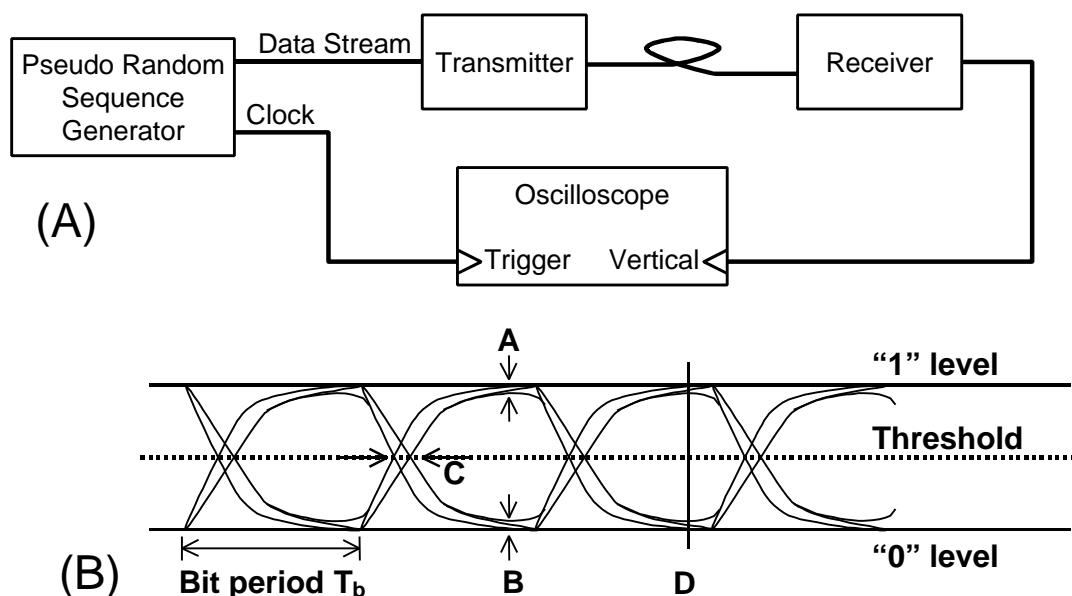 Pseudo Random
Sequence
Generator
Data Stream
Clock
Transmitter
Receiver
Oscilloscope
Trigger
Vertical
(A)
A
“1” level
Threshold
C
“0” level
(B)
Bit period Tb
B
D